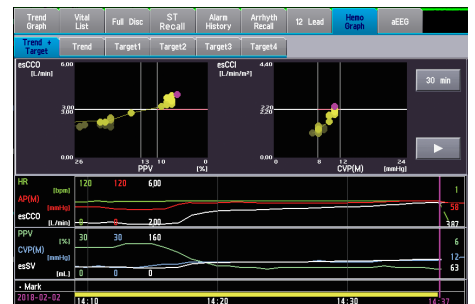 Trend Graph
Vital List
Full Disc
ST Recall
Alarm History
Arrhyth Recall
12 Lead
Hemo Graph
aEEG
Trend + Target
Trend
Target1
Target2
Target3
Target4
esCCO
[L/min]
6.00
3.00
0.00
26 13 10 0
PPV [%]
esCCI
[L/min/m²]
4.40
2.20
0.00
0 8 12 24
CVP(M) [mmHg]
30 min
HR [bpm] 120 120 6.00 1
AP(M) [mmHg] 58
esCCO [L/min] 0 0 2.00 3.87
PPV [%] 30 30 160 6
CVP(M) [mmHg] 12
esSV [mL] 0 0 0 63
Mark
2018-02-02 14:10 14:20 14:30 14:37